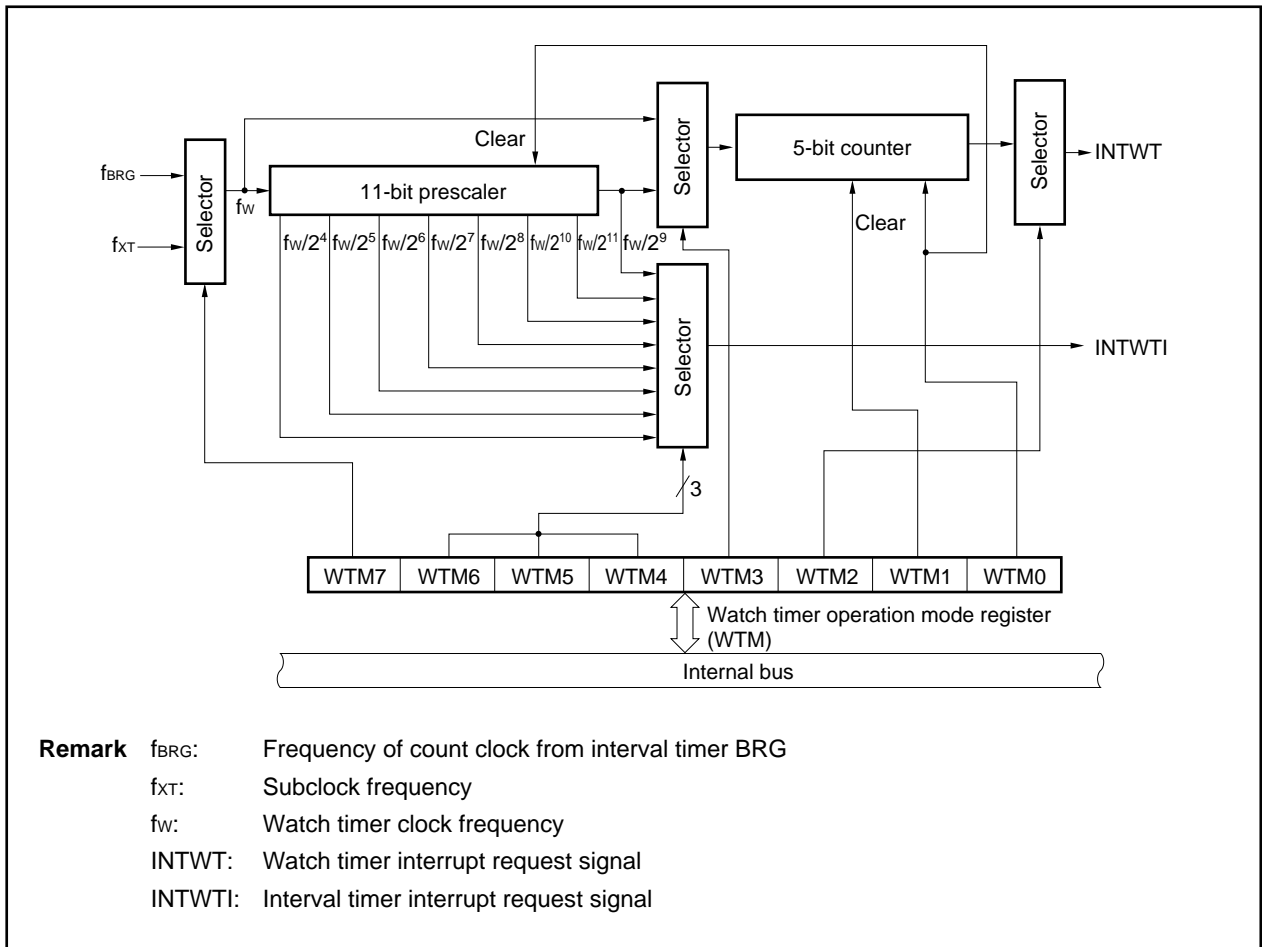 Clear
Selector
Selector
Selector
5-bit counter
INTWT
fBRG
11-bit prescaler
fW
Clear
fXT
Selector
fW/2⁴ fW/2⁵ fW/2⁶ fW/2⁷ fW/2⁸ fW/2¹⁰ fW/2¹¹ fW/2⁹
Selector
INTWTI
3
WTM7 WTM6 WTM5 WTM4 WTM3 WTM2 WTM1 WTM0
Watch timer operation mode register
(WTM)
Internal bus
Remark fBRG: Frequency of count clock from interval timer BRG
fXT: Subclock frequency
fW: Watch timer clock frequency
INTWT: Watch timer interrupt request signal
INTWTI: Interval timer interrupt request signal